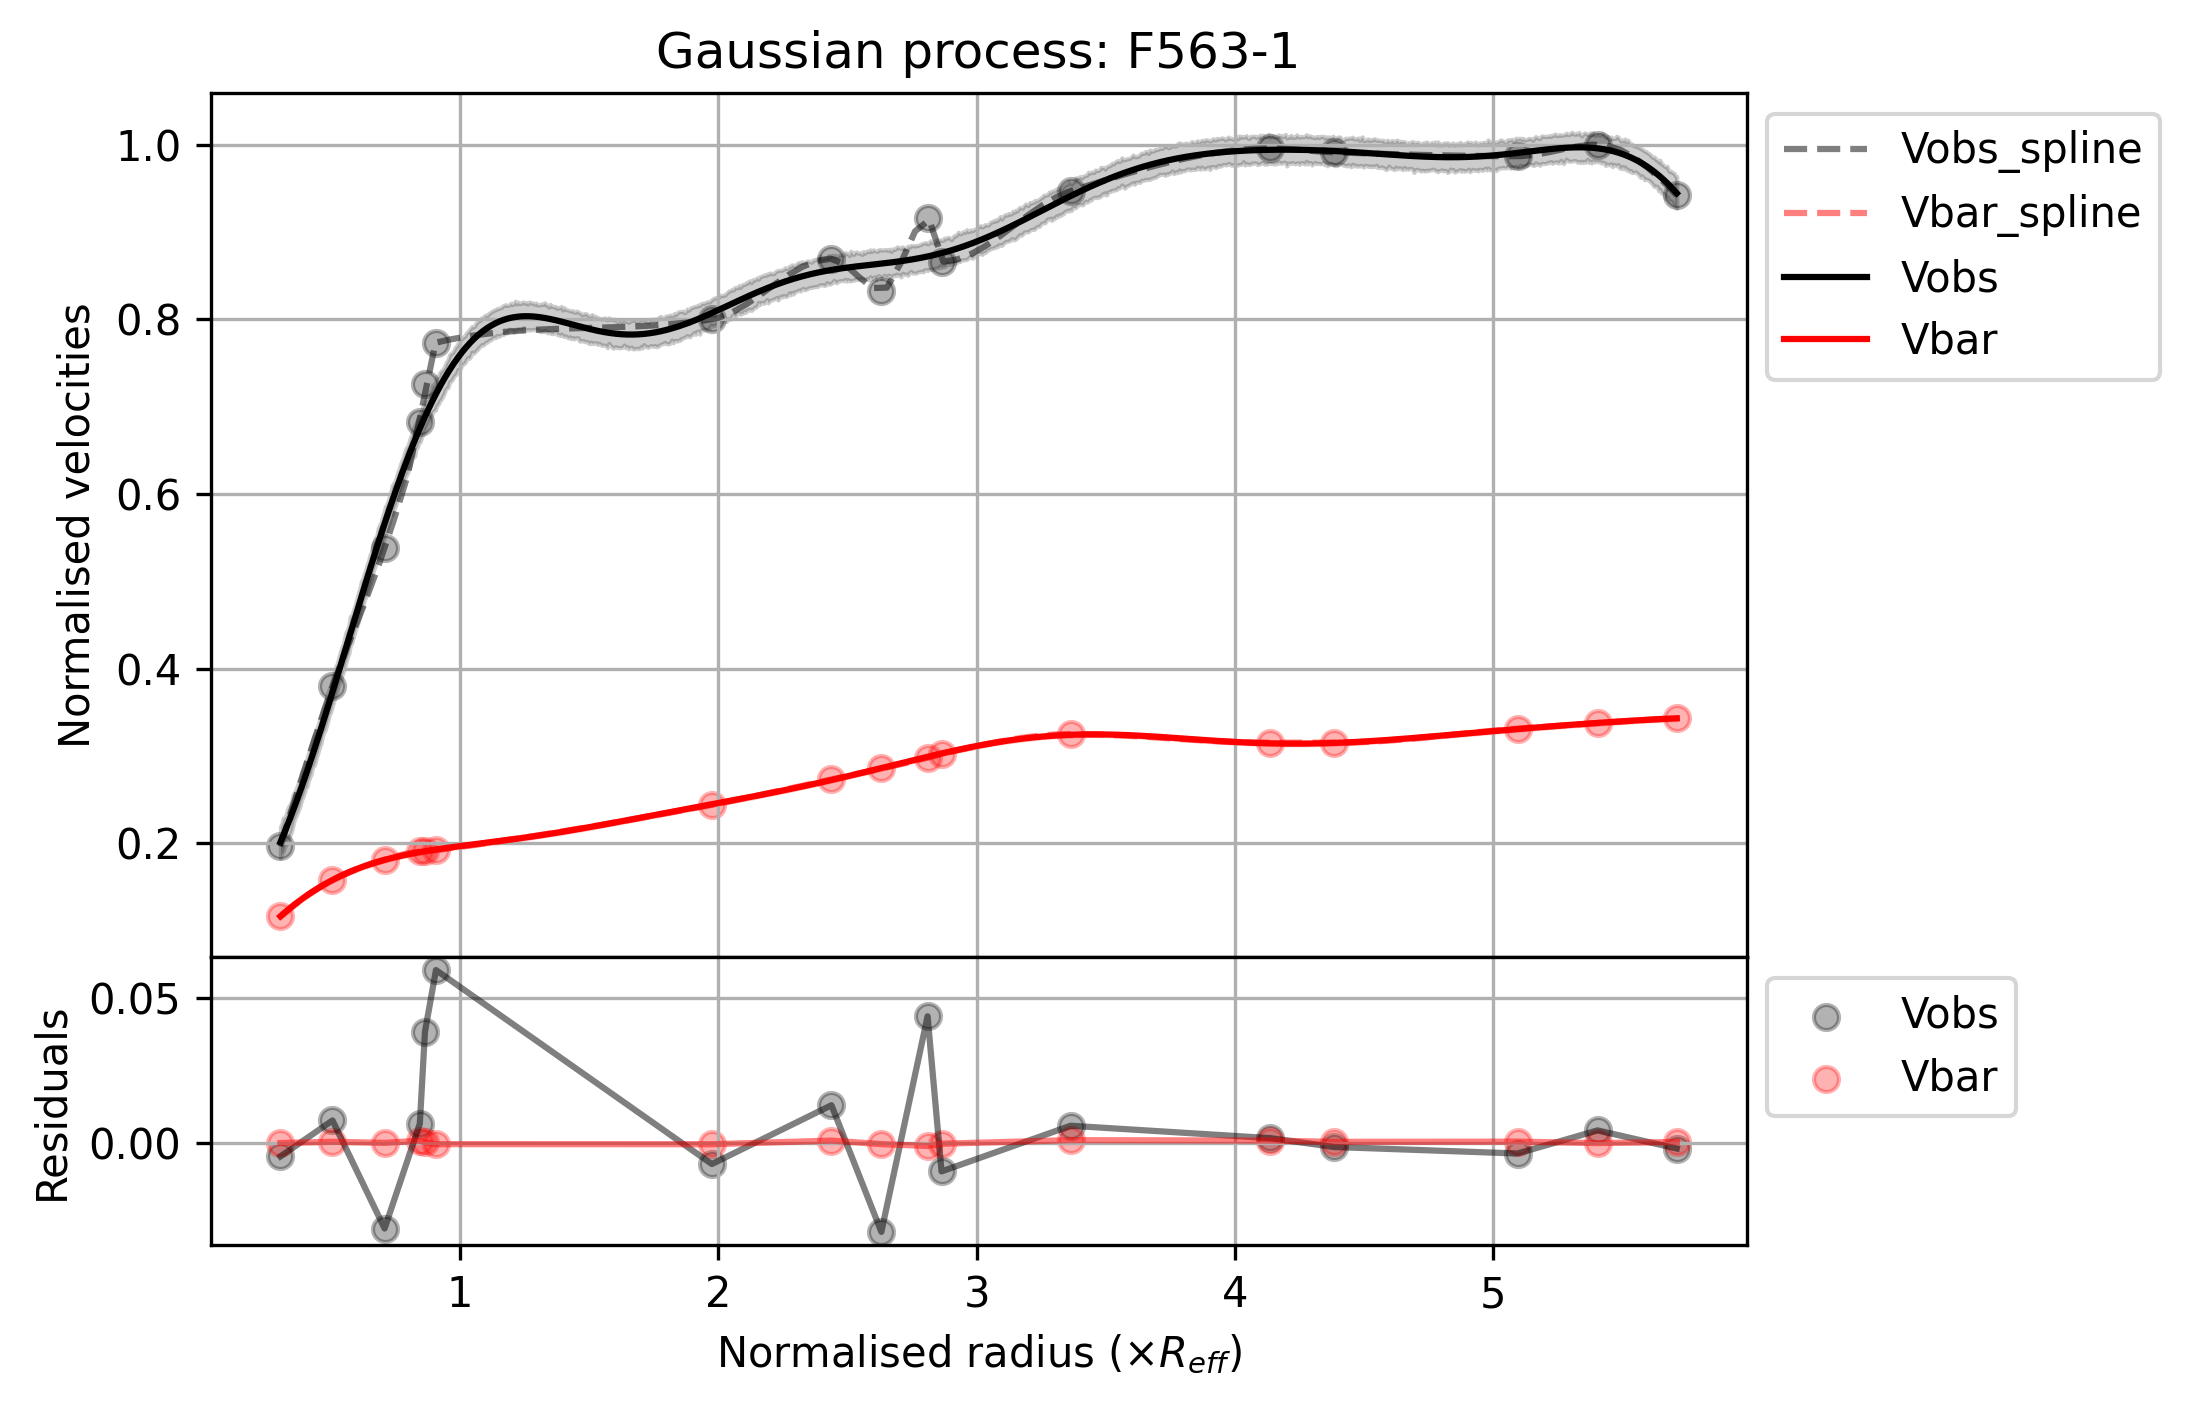 Gaussian process: F563-1
Normalised velocities
1.0
0.8
0.6
0.4
0.2
Vobs_spline
Vbar_spline
Vobs
Vbar
Residuals
0.05
0.00
Vobs
Vbar
1 2 3 4 5
Normalised radius (×R_eff)